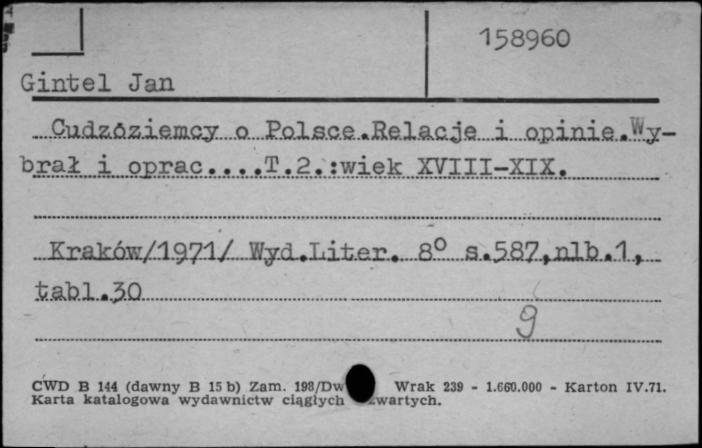 158960
Gintel Jan
Cudzoziemcy o Polsce.Relacje i opinie.Wy-
brał i oprac....T.2.:wiek XVIII-XIX.
Kraków/1971/ Wyd.Liter. 8° s.587,nlb.1,
tabl.30
9
CWD B 144 (dawny B 15 b) Zam. 198/Dw Wrak 239 - 1.660.000 - Karton IV.71.
Karta katalogowa wydawnictw ciągłych zwartych.